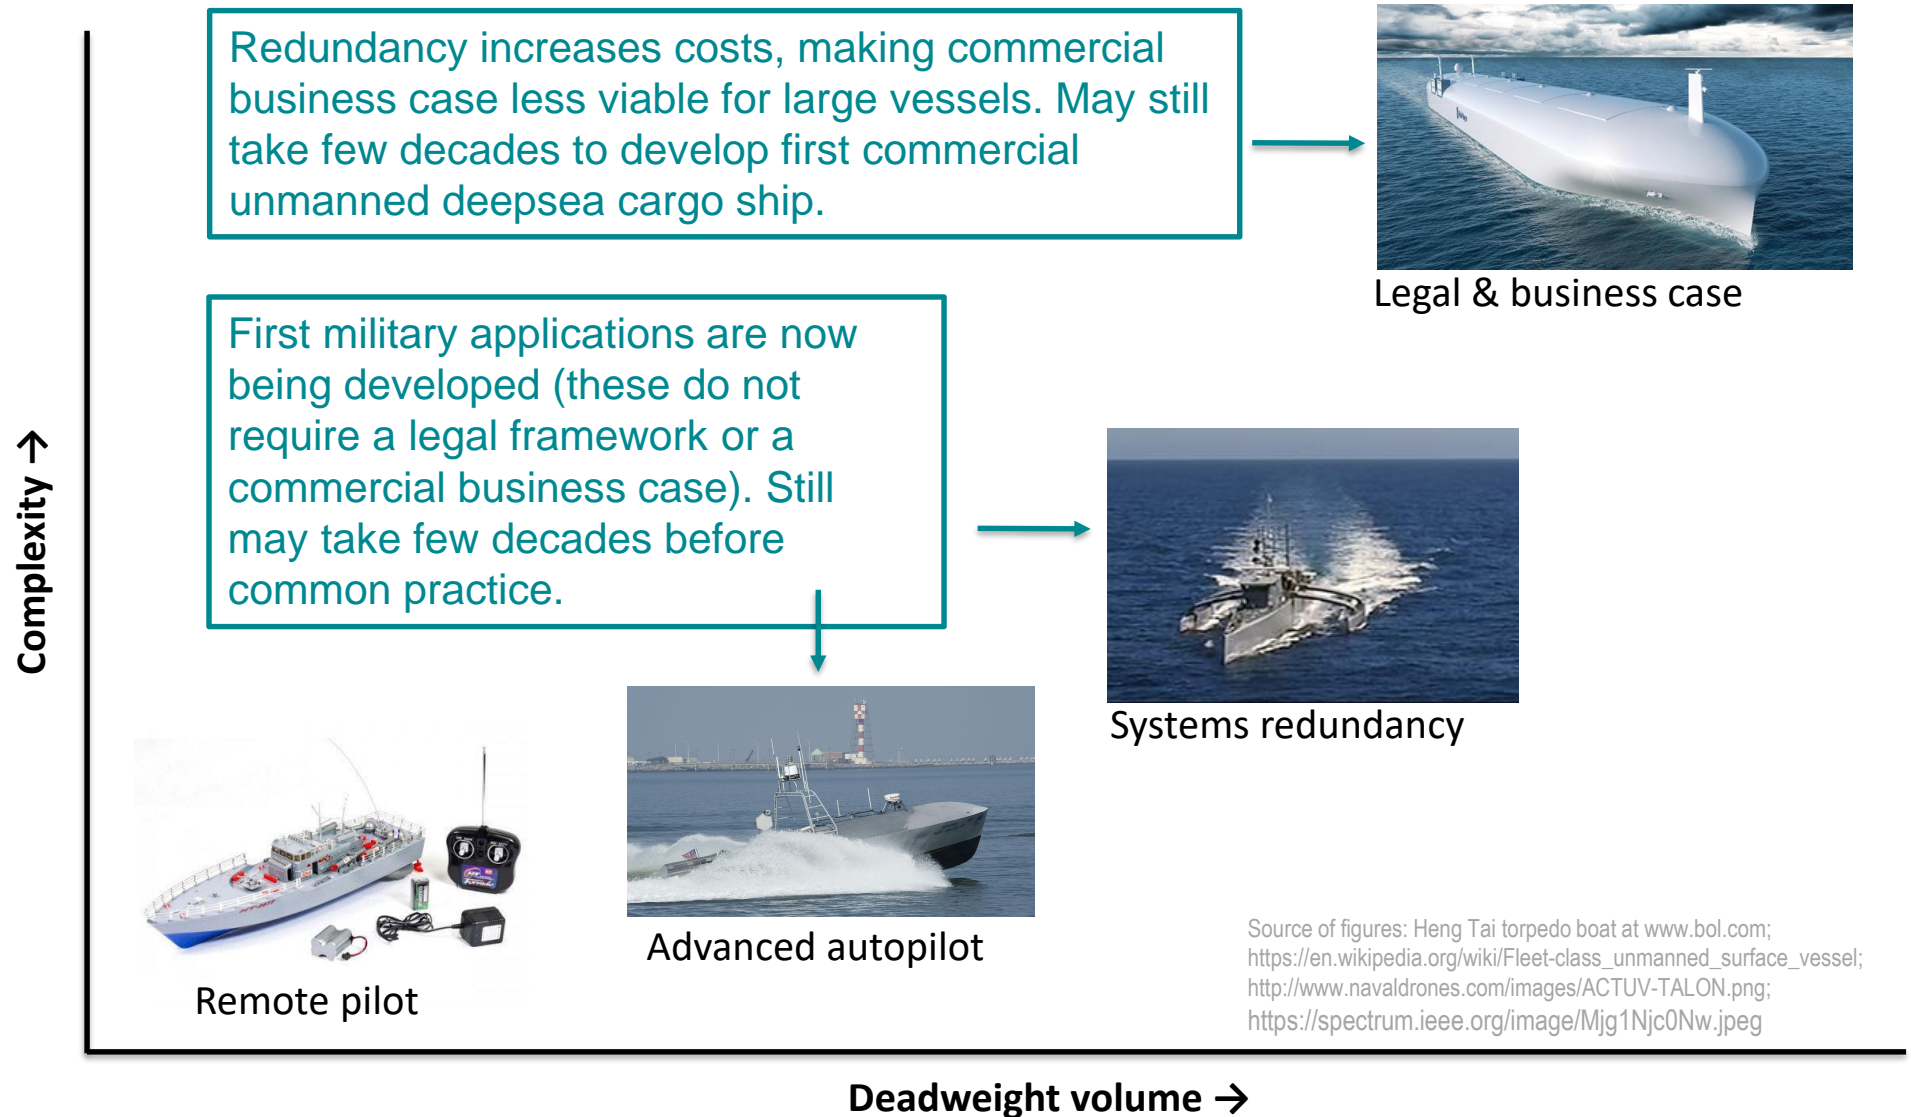 Redundancy increases costs, making commercial
business case less viable for large vessels. May still
take few decades to develop first commercial
unmanned deepsea cargo ship.
Legal & business case
First military applications are now
being developed (these do not
require a legal framework or a
commercial business case). Still
may take few decades before
common practice.
Systems redundancy
Complexity →
Advanced autopilot
Remote pilot
Source of figures: Heng Tai torpedo boat at www.bol.com;
https://en.wikipedia.org/wiki/Fleet-class_unmanned_surface_vessel;
http://www.navaldrones.com/images/ACTUV-TALON.png;
https://spectrum.ieee.org/image/Mjg1Njc0Nw.jpeg
Deadweight volume →